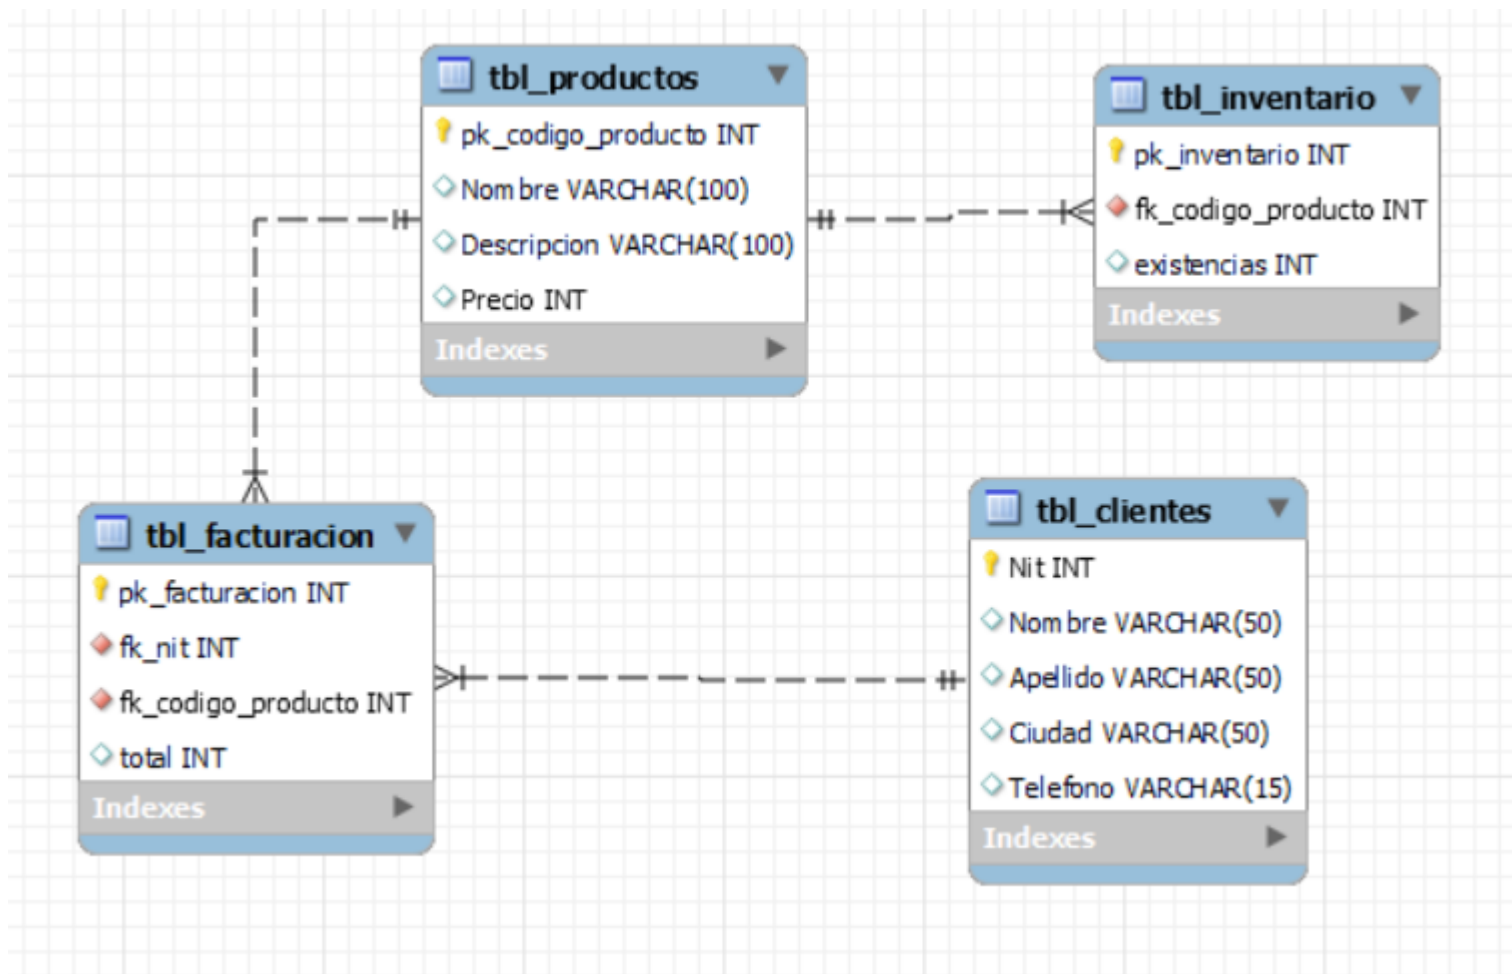 tbl_productos
pk_codigo_producto INT
Nombre VARCHAR(100)
Descripcion VARCHAR(100)
Precio INT
Indexes
tbl_inventario
pk_inventario INT
fk_codigo_producto INT
existencias INT
Indexes
tbl_facturacion
pk_facturacion INT
fk_nit INT
fk_codigo_producto INT
total INT
Indexes
tbl_clientes
Nit INT
Nombre VARCHAR(50)
Apellido VARCHAR(50)
Ciudad VARCHAR(50)
Telefono VARCHAR(15)
Indexes